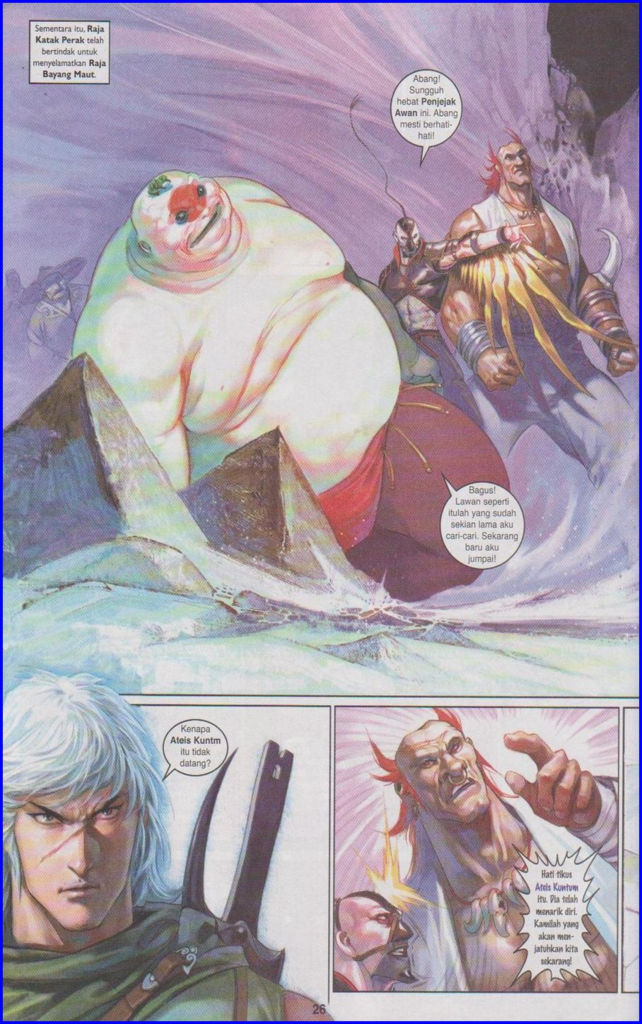 Sementara itu, Raja
Katak Perak telah
bertindak untuk
menyelamatkan Raja
Bayang Maut.
Abang!
Sungguh
hebat Penjejak
Awan ini. Abang
mesti berhati-
hati!
Bagus!
Lawan seperti
itulah yang sudah
sekian lama aku
cari-cari. Sekarang
baru aku
jumpai!
Kenapa
Ateis Kuntm
itu tidak
datang?
Hati tikus
Ateis Kuntum
itu. Dia telah
menarik diri.
Kamilah yang
akan men-
jatuhkan kita
sekarang!
26